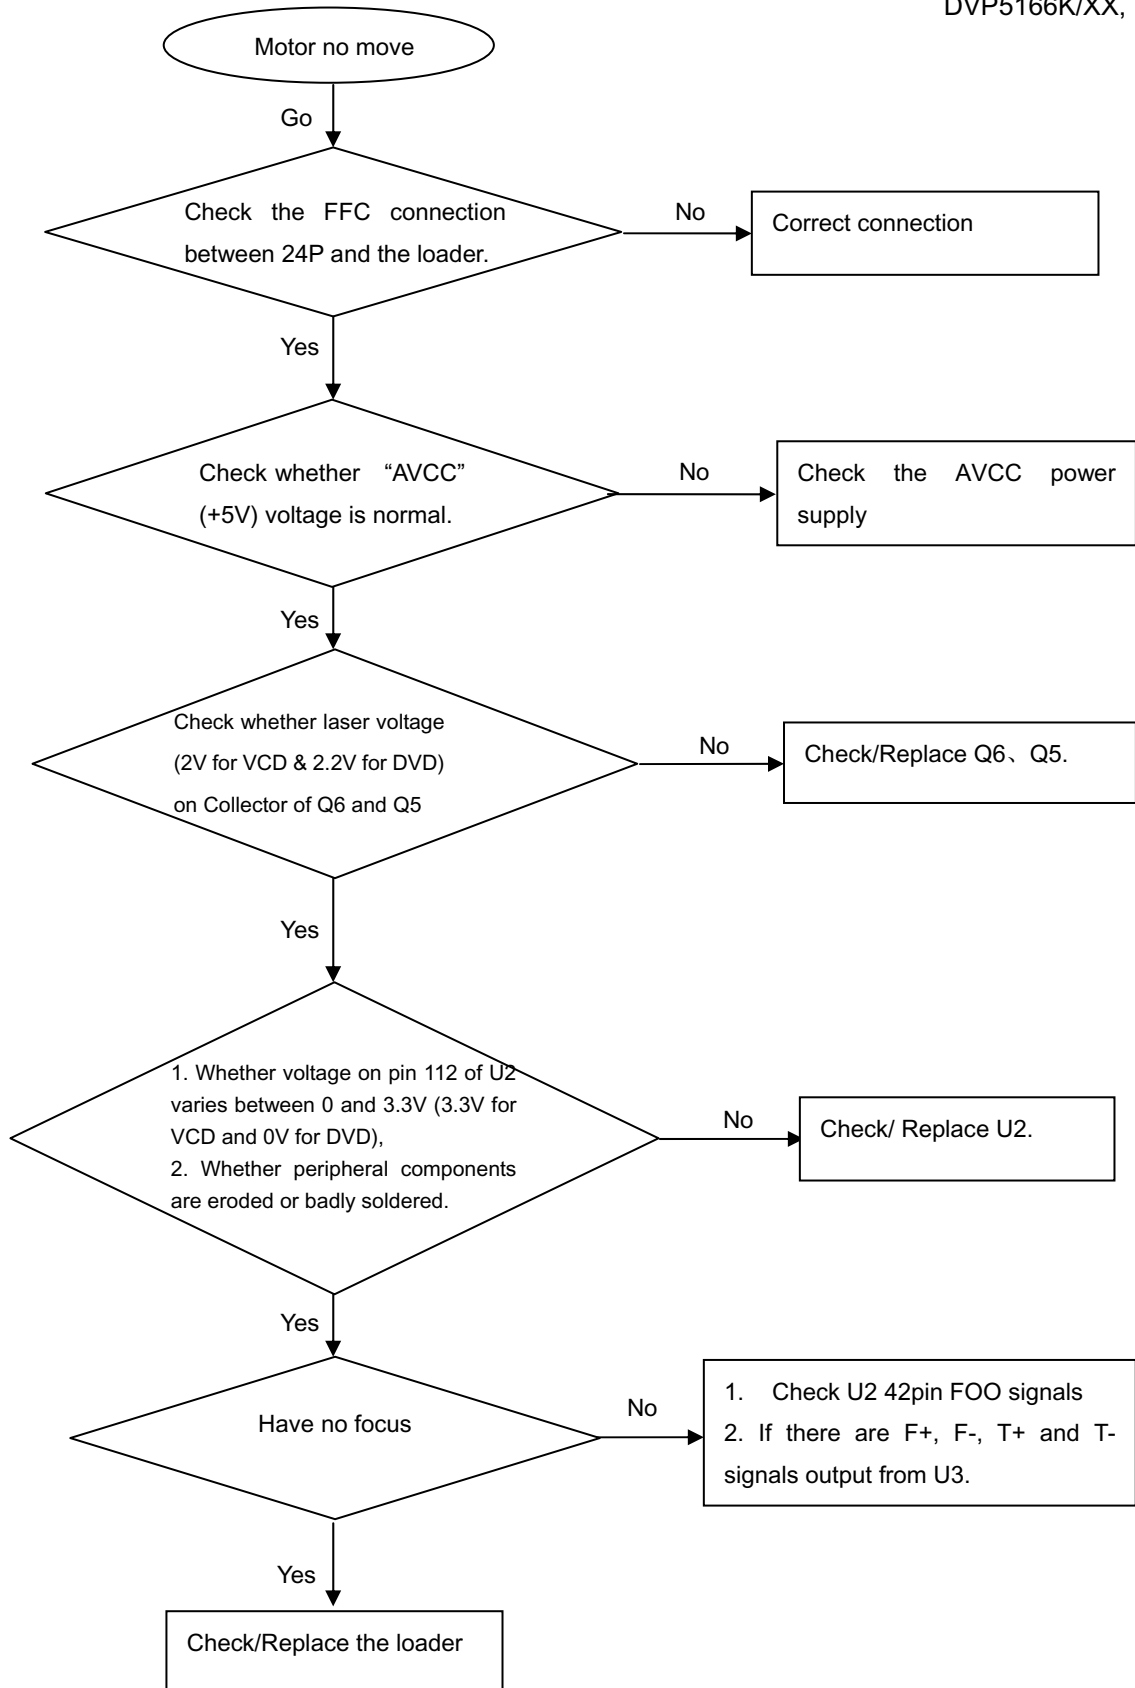 DVP5166K/XX,
Motor no move
Go
Check the FFC connection
between 24P and the loader.
No
Correct connection
Yes
Check whether “AVCC”
(+5V) voltage is normal.
No
Check the AVCC power
supply
Yes
Check whether laser voltage
(2V for VCD & 2.2V for DVD)
on Collector of Q6 and Q5
No
Check/Replace Q6、Q5.
Yes
1. Whether voltage on pin 112 of U2
varies between 0 and 3.3V (3.3V for
VCD and 0V for DVD),
2. Whether peripheral components
are eroded or badly soldered.
No
Check/ Replace U2.
Yes
Have no focus
No
1. Check U2 42pin FOO signals
2. If there are F+, F-, T+ and T-
signals output from U3.
Yes
Check/Replace the loader